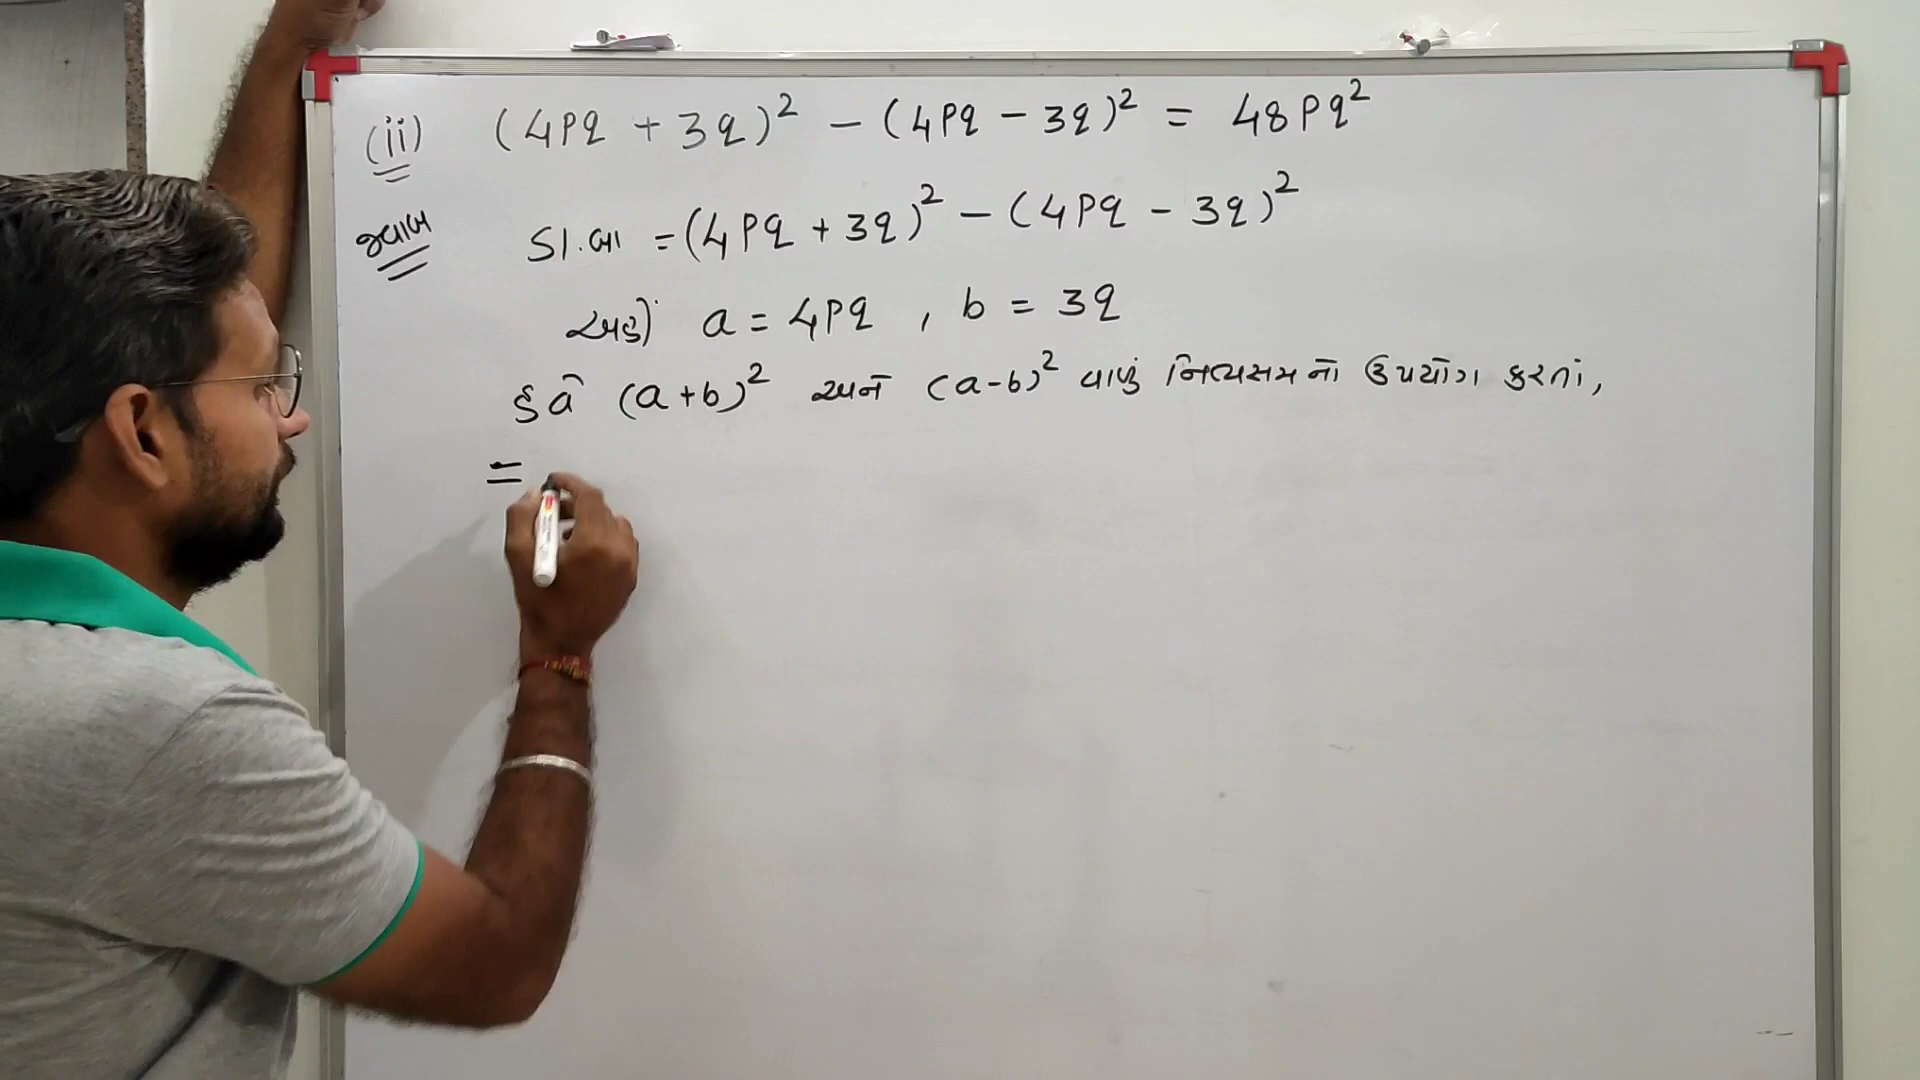 (ii) (4Pq + 3q)² - (4Pq - 3q)² = 48Pq²
જવાબ ડા.બા = (4Pq + 3q)² - (4Pq - 3q)²
અહીં a = 4Pq , b = 3q
હવે (a+b)² અને (a-b)² વાળું નિત્યસમ નો ઉપયોગ કરતાં,
=